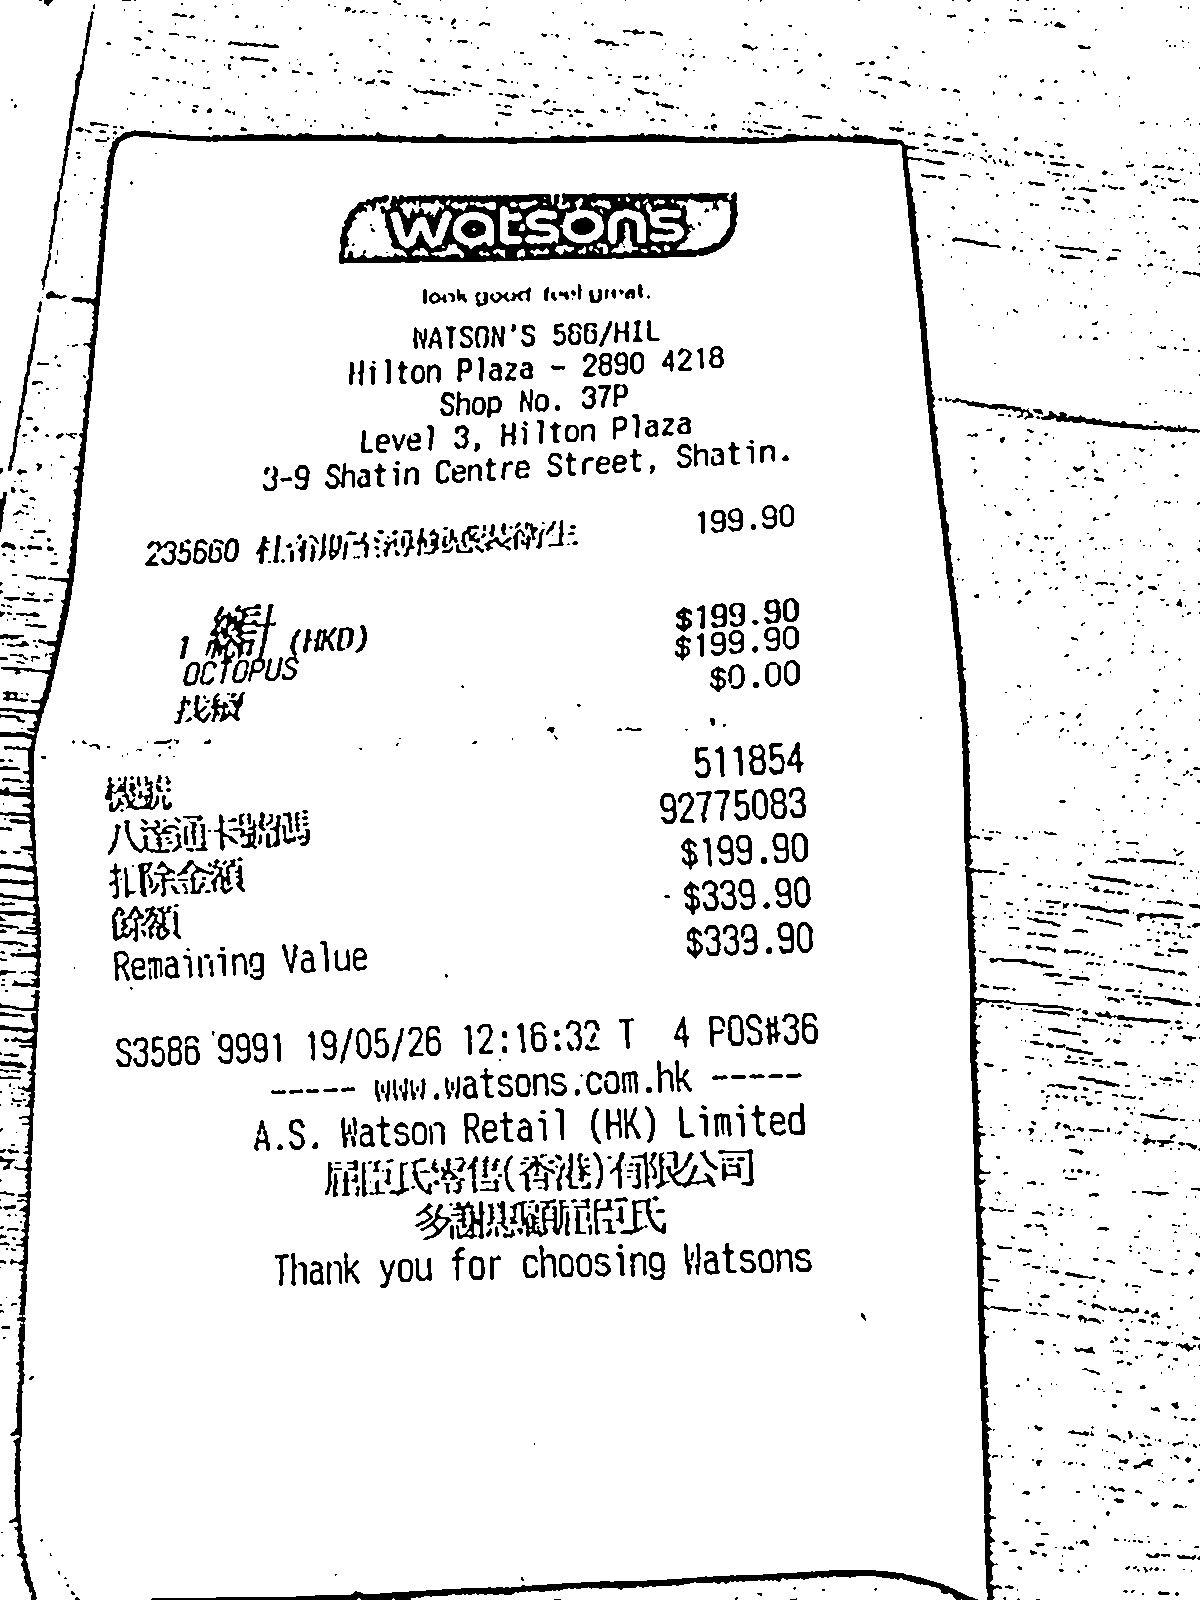 watsons
look good feel great.
WATSON'S 586/HIL
Hilton Plaza - 2890 4218
Shop No. 37P
Level 3, Hilton Plaza
3-9 Shatin Centre Street, Shatin.
235660 199.90
1 總計 (HKD) $199.90
OCTOPUS $199.90
找續 $0.00
機號 511854
八達通卡號碼 92775083
扣除金額 $199.90
餘額 $339.90
Remaining Value $339.90
S3586 9991 19/05/26 12:16:32 T 4 POS#36
----- www.watsons.com.hk -----
A.S. Watson Retail (HK) Limited
屈臣氏零售(香港)有限公司
多謝惠顧屈臣氏
Thank you for choosing Watsons